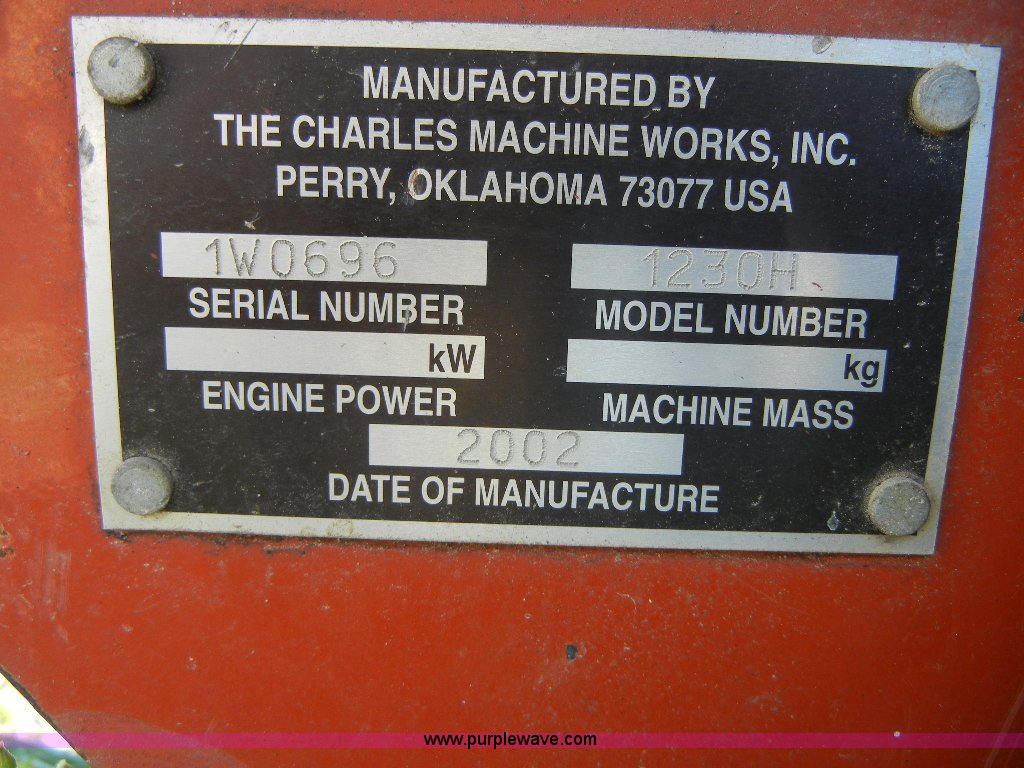 MANUFACTURED BY
THE CHARLES MACHINE WORKS, INC.
PERRY, OKLAHOMA 73077 USA
1W0696 1230H
SERIAL NUMBER MODEL NUMBER
kW kg
ENGINE POWER MACHINE MASS
2002
DATE OF MANUFACTURE
www.purplewave.com